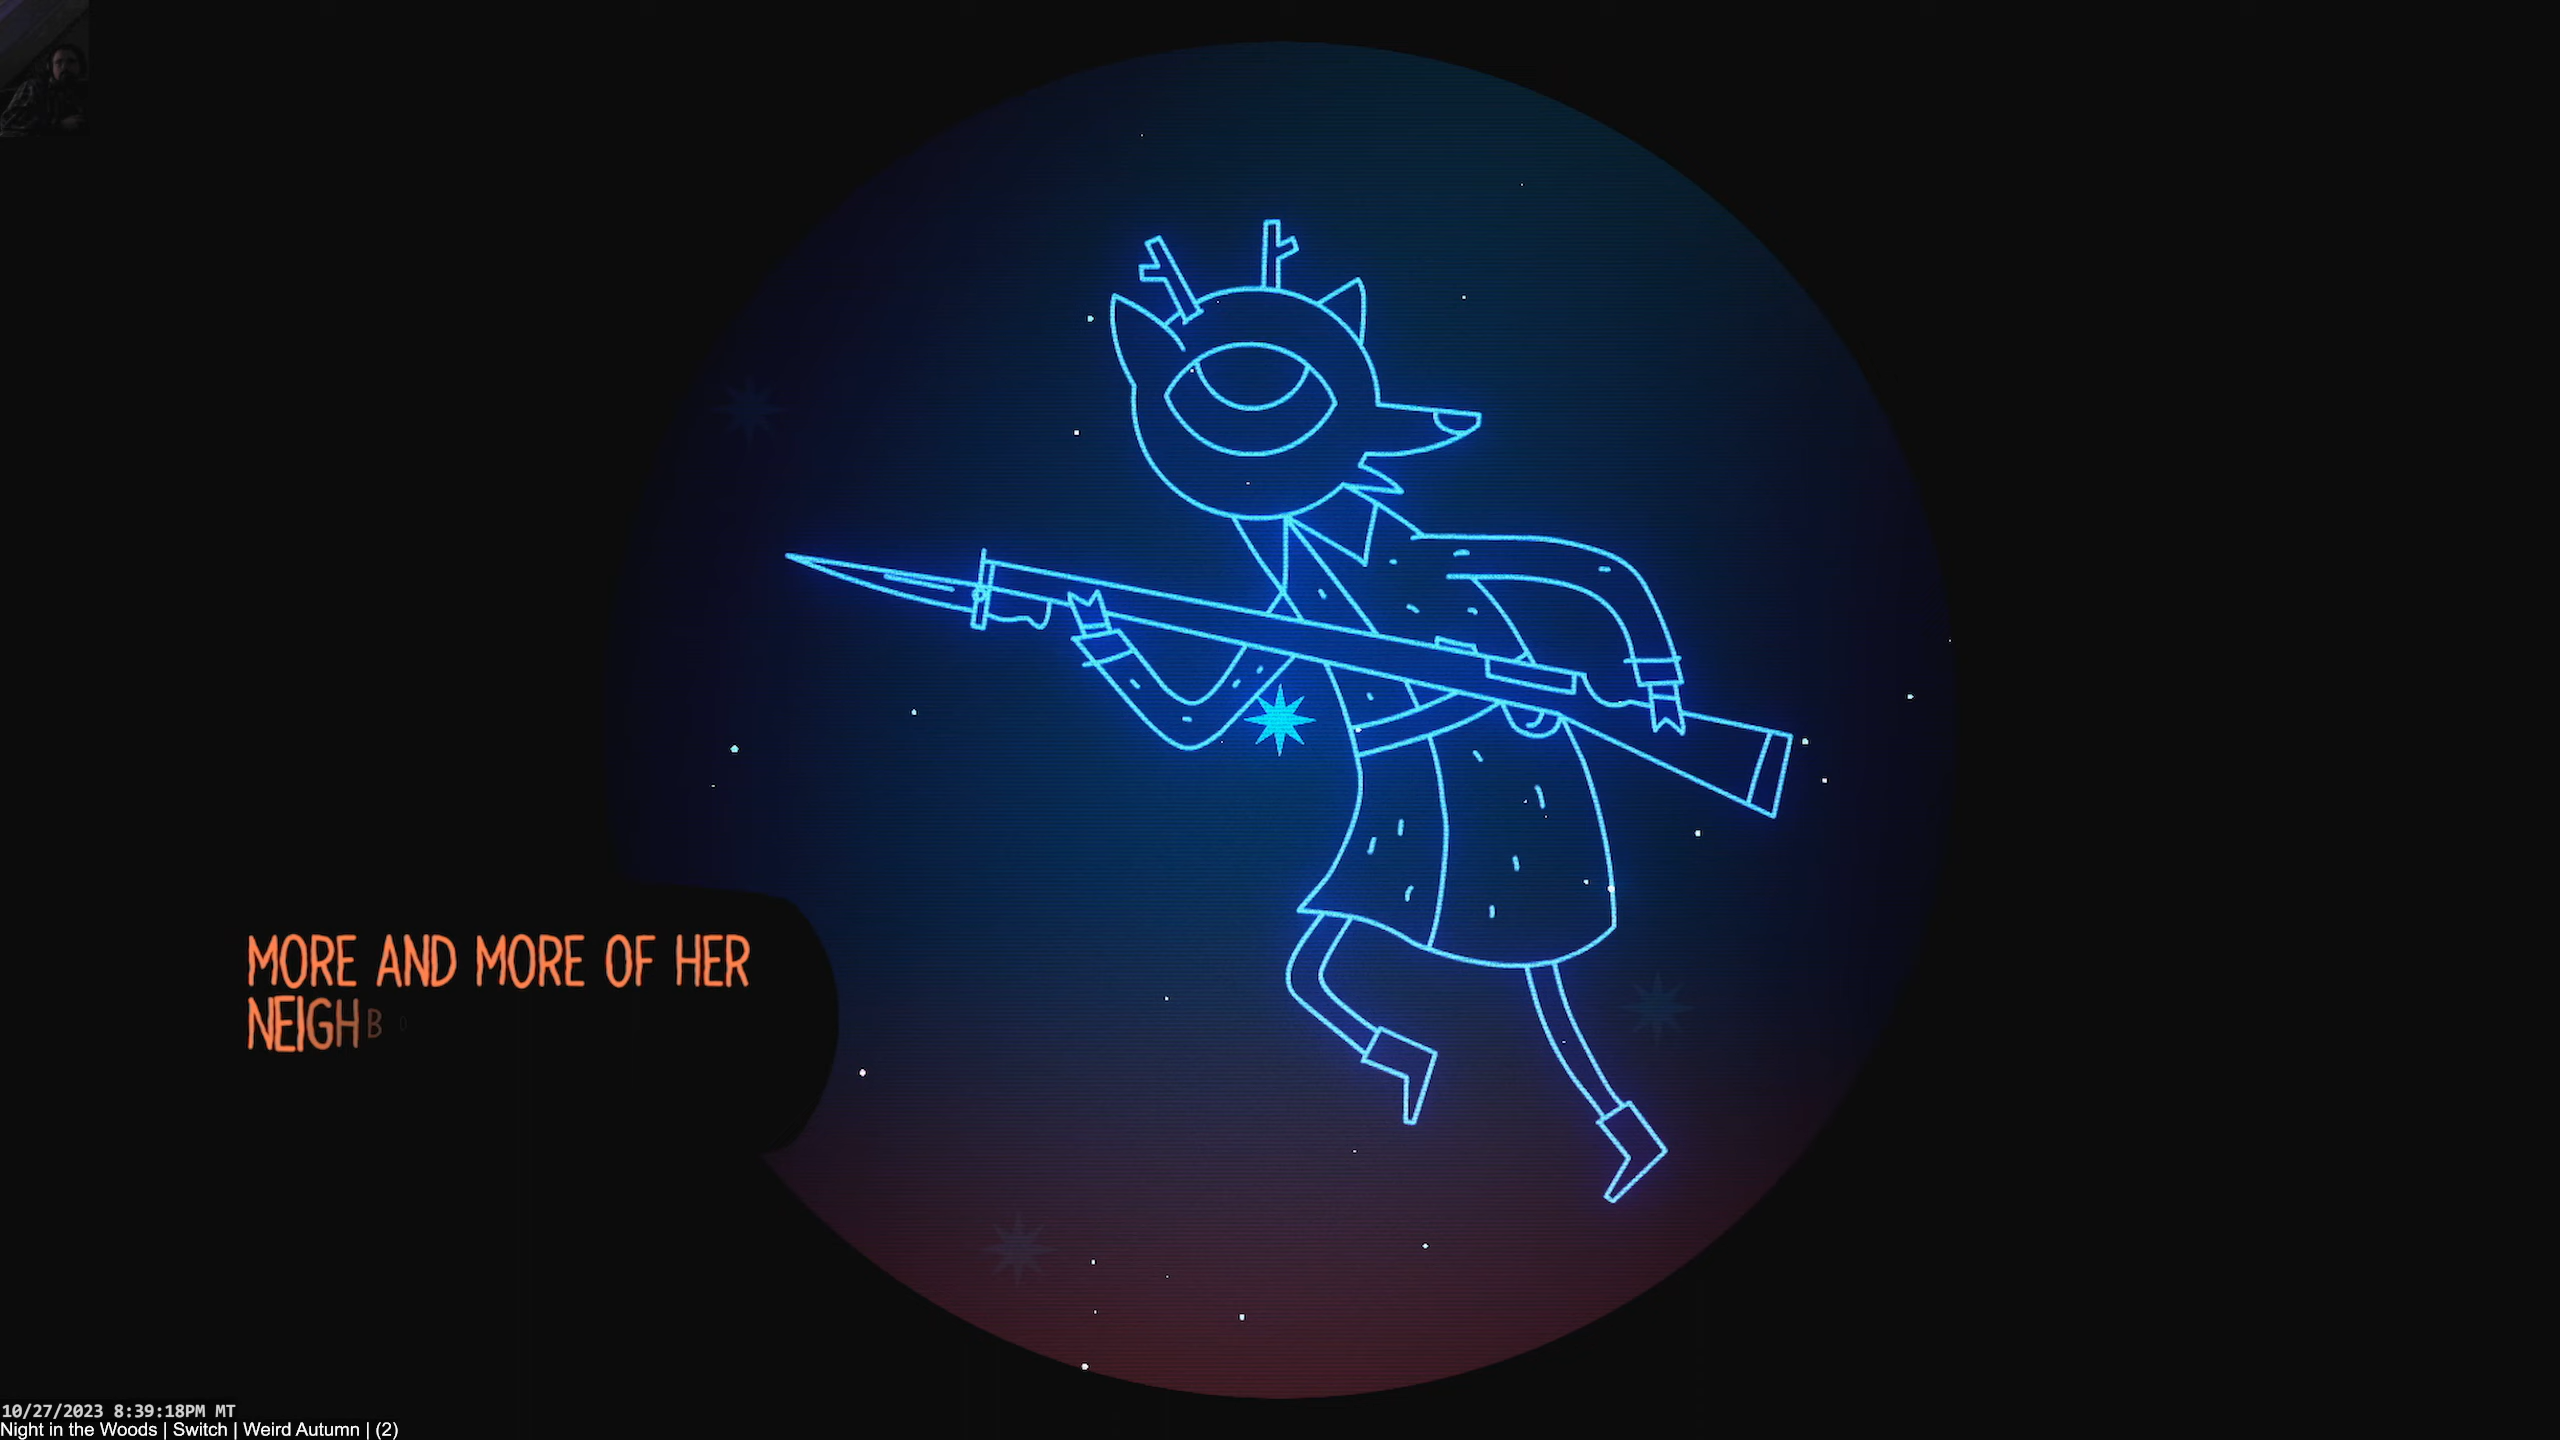 MORE AND MORE OF HER
NEIGHBO
10/27/2023 8:39:18PM MT
Night in the Woods | Switch | Weird Autumn | (2)